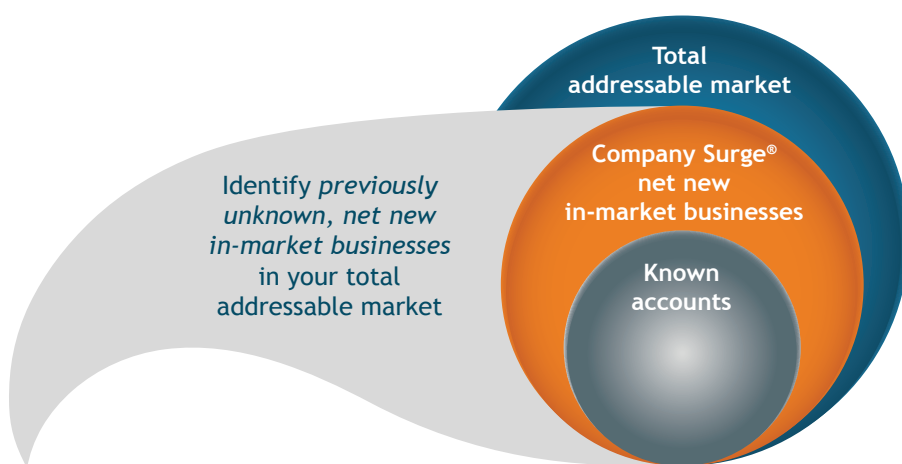 Total
addressable market
Company Surge®
net new
in-market businesses
Identify previously
unknown, net new
in-market businesses
in your total
addressable market
Known
accounts